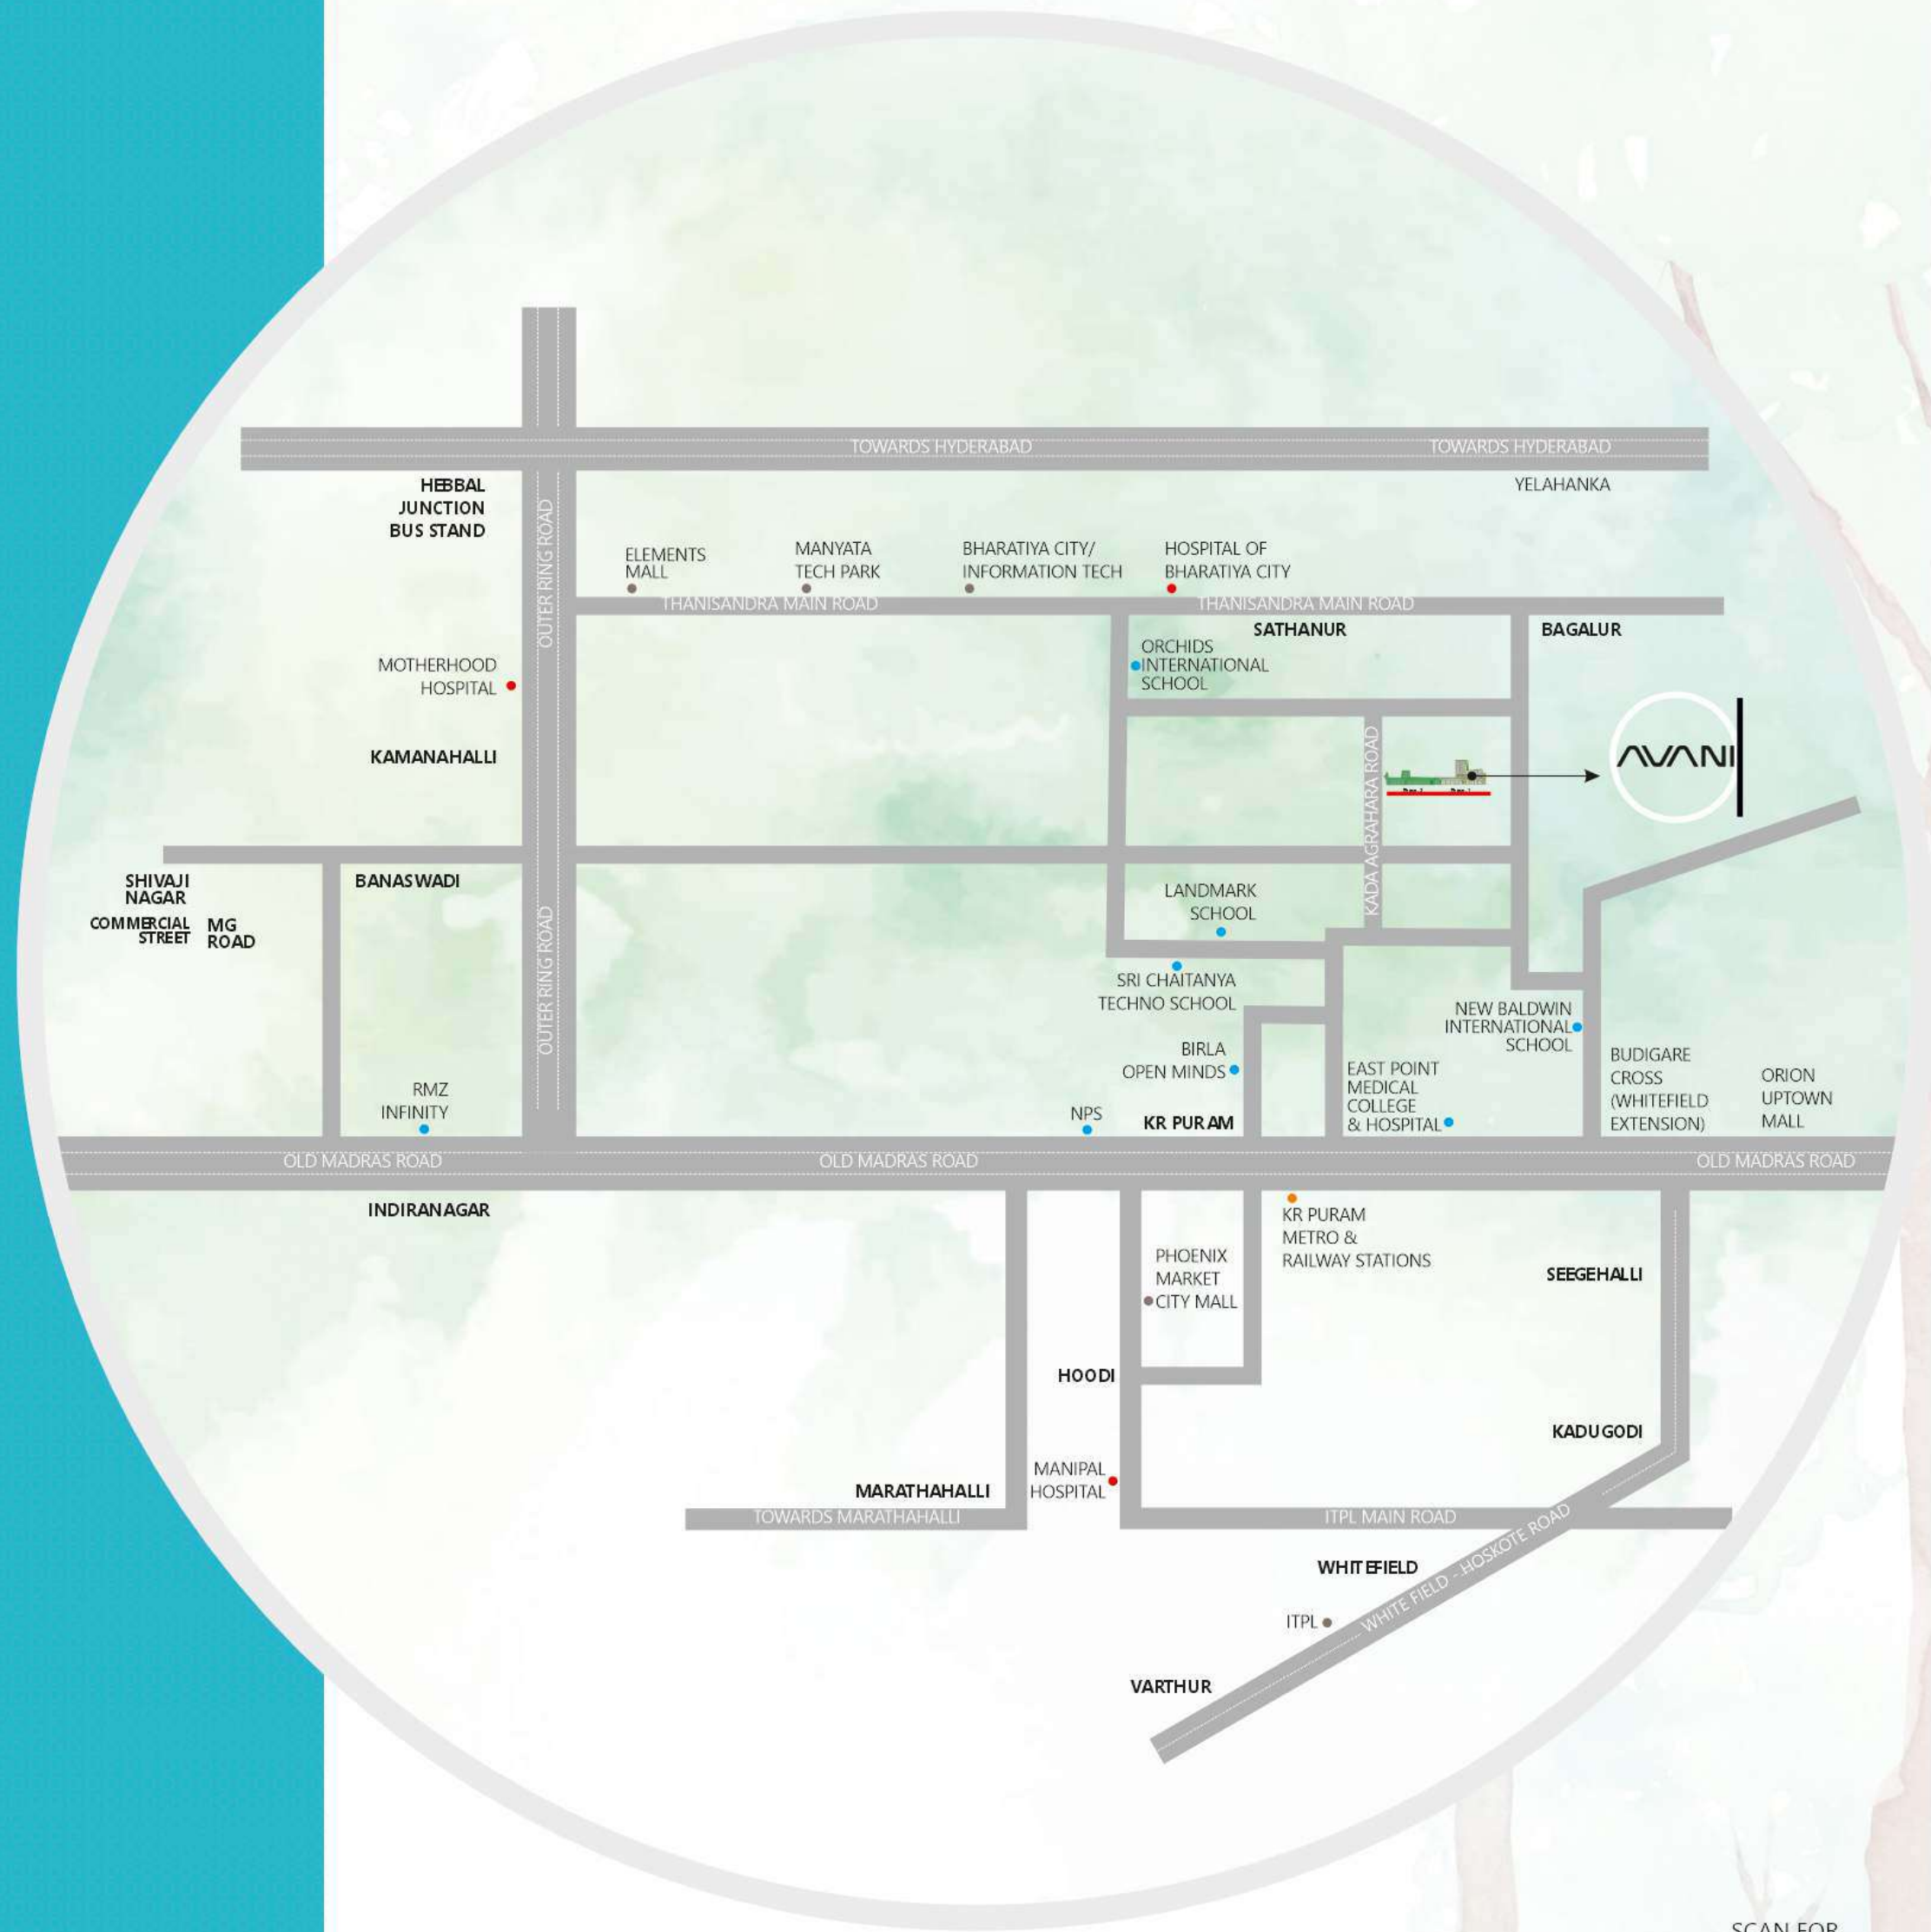 TOWARDS HYDERABAD
TOWARDS HYDERABAD
HEBBAL
JUNCTION
BUS STAND
YELAHANKA
OUTER RING ROAD
ELEMENTS
MALL
MANYATA
TECH PARK
BHARATIYA CITY/
INFORMATION TECH
HOSPITAL OF
BHARATIYA CITY
THANISANDRA MAIN ROAD
THANISANDRA MAIN ROAD
SATHANUR
BAGALUR
ORCHIDS
INTERNATIONAL
SCHOOL
MOTHERHOOD
HOSPITAL
KAMANAHALLI
KADA AGRAHARA ROAD
AVANI
SHIVAJI
NAGAR
COMMERCIAL
STREET
MG
ROAD
BANASWADI
OUTER RING ROAD
LANDMARK
SCHOOL
SRI CHAITANYA
TECHNO SCHOOL
NEW BALDWIN
INTERNATIONAL
SCHOOL
BIRLA
OPEN MINDS
EAST POINT
MEDICAL
COLLEGE
& HOSPITAL
BUDIGARE
CROSS
(WHITEFIELD
EXTENSION)
ORION
UPTOWN
MALL
RMZ
INFINITY
NPS
KR PURAM
OLD MADRAS ROAD
OLD MADRAS ROAD
OLD MADRAS ROAD
INDIRANAGAR
KR PURAM
METRO &
RAILWAY STATIONS
PHOENIX
MARKET
CITY MALL
SEEGEHALLI
HOODI
KADUGODI
MANIPAL
HOSPITAL
MARATHAHALLI
TOWARDS MARATHAHALLI
ITPL MAIN ROAD
WHITEFIELD
WHITE FIELD - HOSKOTE ROAD
ITPL
VARTHUR
SCAN FOR